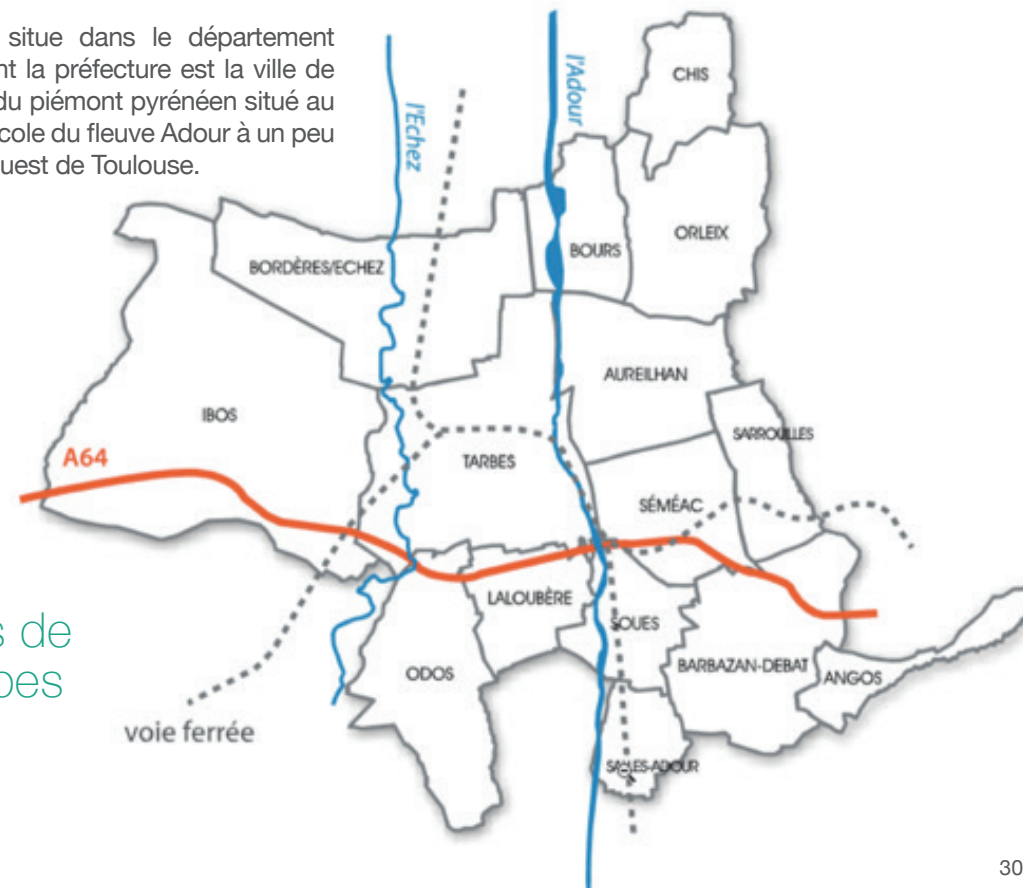 situe dans le département
nt la préfecture est la ville de
du piémont pyrénéen situé au
cole du fleuve Adour à un peu
uest de Toulouse.
l'Echez
l'Adour
CHIS
ORLEIX
BOURS
BORDÈRES/ECHEZ
AUREILHAN
IBOS
SARROUILLES
A64
TARBES
SÉMÉAC
LALOUBÈRE
SOUES
s de
bes
ODOS
BARBAZAN-DEBAT
ANGOS
voie ferrée
SALLES-ADOUR
30